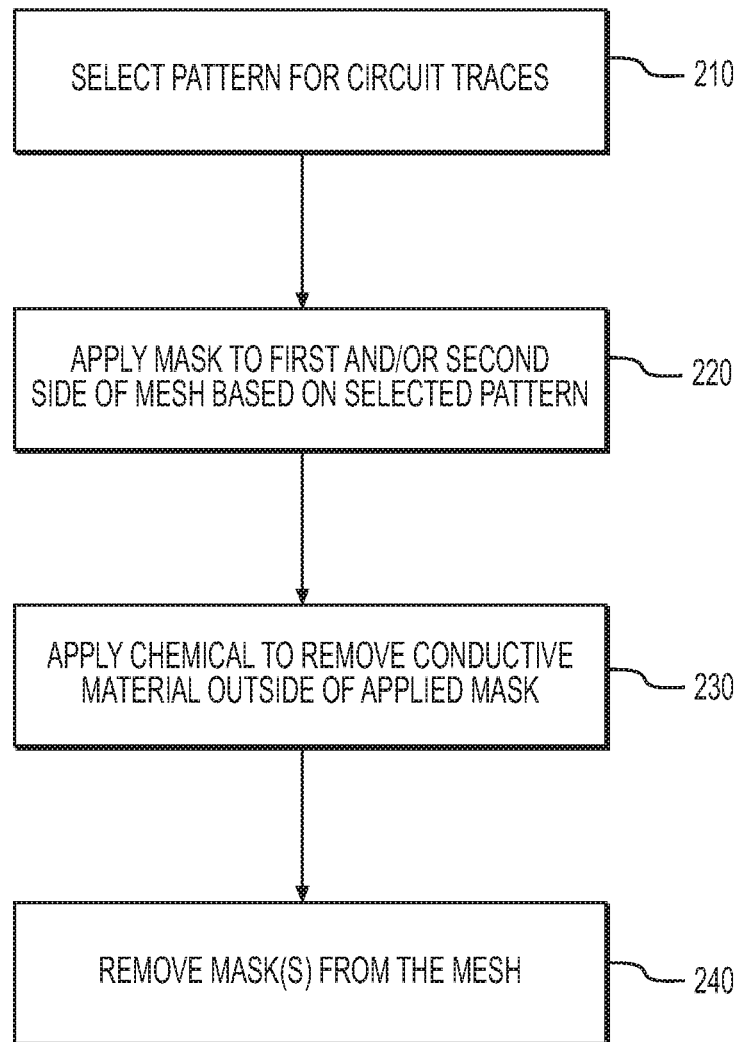 SELECT PATTERN FOR CIRCUIT TRACES
210
APPLY MASK TO FIRST AND/OR SECOND
SIDE OF MESH BASED ON SELECTED PATTERN
220
APPLY CHEMICAL TO REMOVE CONDUCTIVE
MATERIAL OUTSIDE OF APPLIED MASK
230
REMOVE MASK(S) FROM THE MESH
240